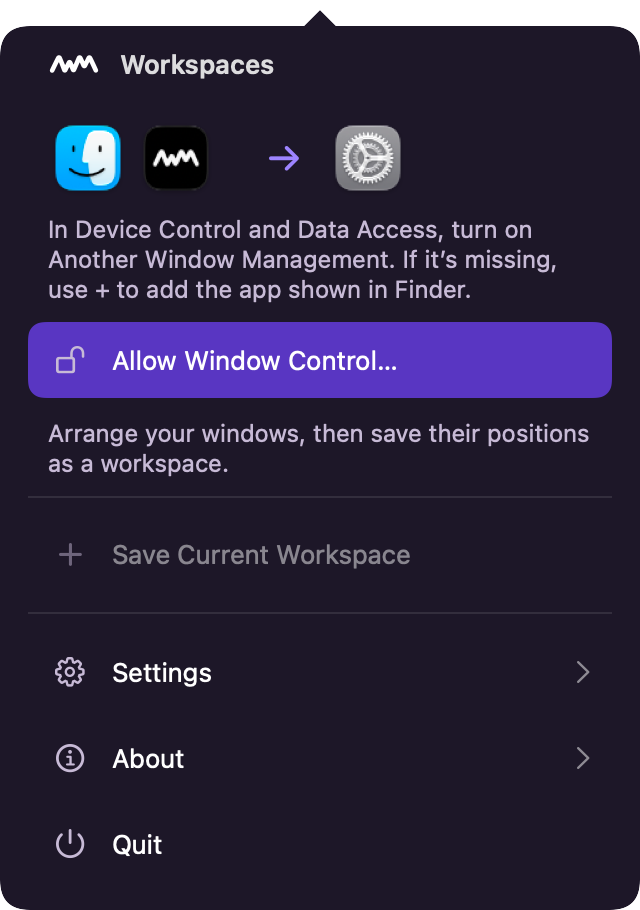 Workspaces
In Device Control and Data Access, turn on
Another Window Management. If it’s missing,
use + to add the app shown in Finder.
Allow Window Control...
Arrange your windows, then save their positions
as a workspace.
Save Current Workspace
Settings
About
Quit